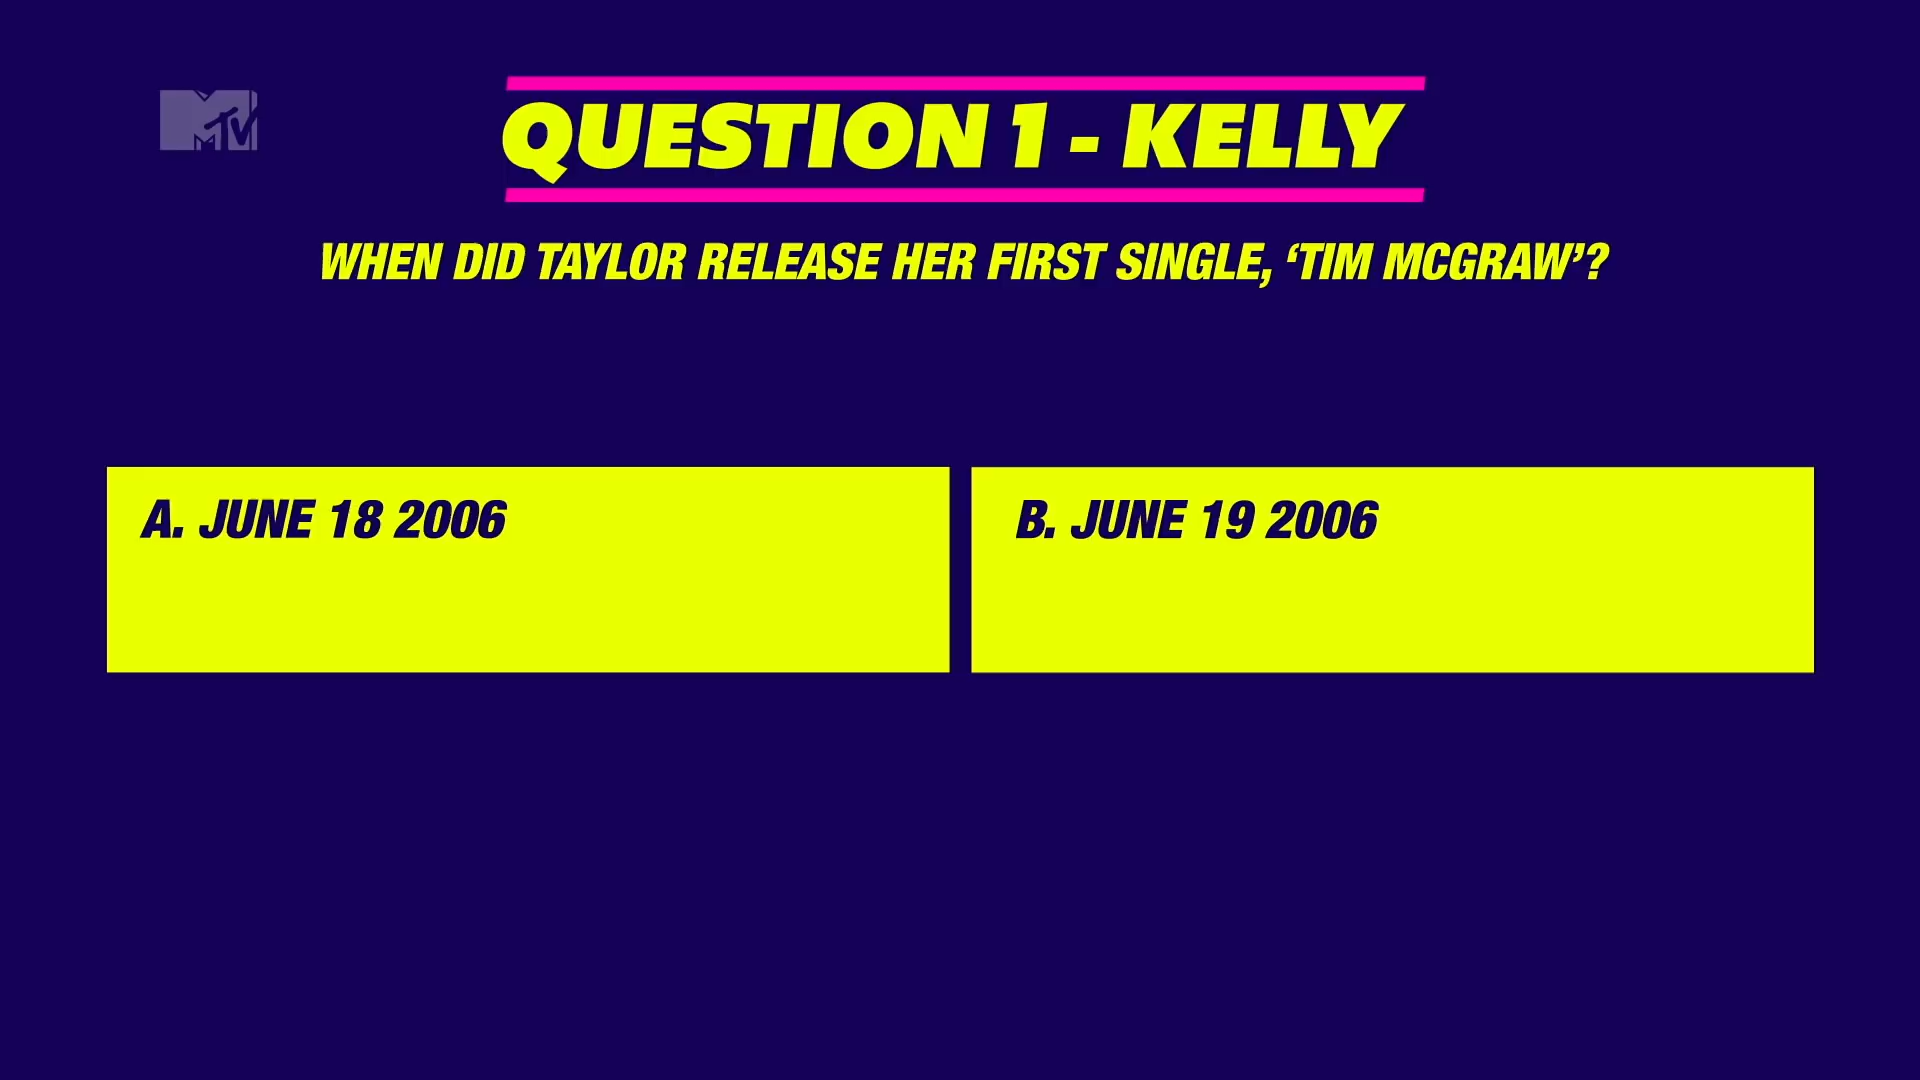 MTV
QUESTION 1 - KELLY
WHEN DID TAYLOR RELEASE HER FIRST SINGLE, ‘TIM MCGRAW’?
A. JUNE 18 2006
B. JUNE 19 2006